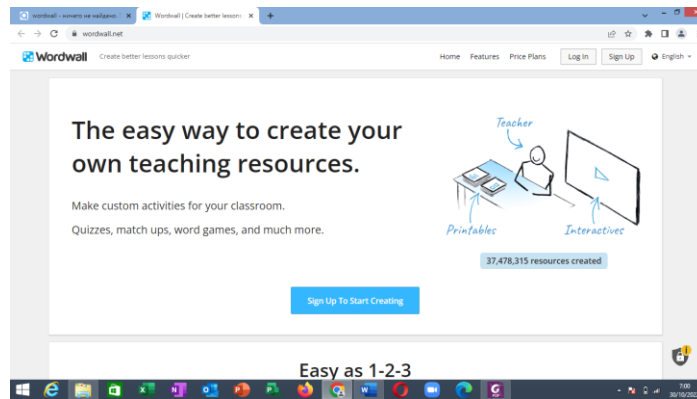 wordwall - ничего не найдено.
Wordwall | Create better lessons
wordwall.net
Wordwall
Create better lessons quicker
Home Features Price Plans Log In Sign Up English
The easy way to create your
own teaching resources.
Make custom activities for your classroom.
Quizzes, match ups, word games, and much more.
Teacher
Printables
Interactives
37,478,315 resources created
Sign Up To Start Creating
Easy as 1-2-3
7:00